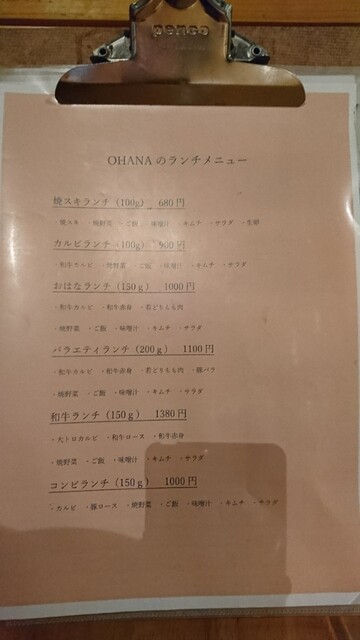 penco
OHANAのランチメニュー
焼スキランチ（100g） 680円
・焼スキ ・焼野菜 ・ご飯 ・味噌汁 ・キムチ ・サラダ ・生卵
カルビランチ（100g） 900円
・和牛カルビ ・焼野菜 ・ご飯 ・味噌汁 ・キムチ ・サラダ
おはなランチ（150g） 1000円
・和牛カルビ ・和牛赤身 ・若どりもも肉
・焼野菜 ・ご飯 ・味噌汁 ・キムチ ・サラダ
バラエティランチ（200g） 1100円
・和牛カルビ ・和牛赤身 ・若どりもも肉 ・豚バラ
・焼野菜 ・ご飯 ・味噌汁 ・キムチ ・サラダ
和牛ランチ（150g） 1380円
・大トロカルビ ・和牛ロース ・和牛赤身
・焼野菜 ・ご飯 ・味噌汁 ・キムチ ・サラダ
コンビランチ（150g） 1000円
・カルビ ・豚ロース ・焼野菜 ・ご飯 ・味噌汁 ・キムチ ・サラダ